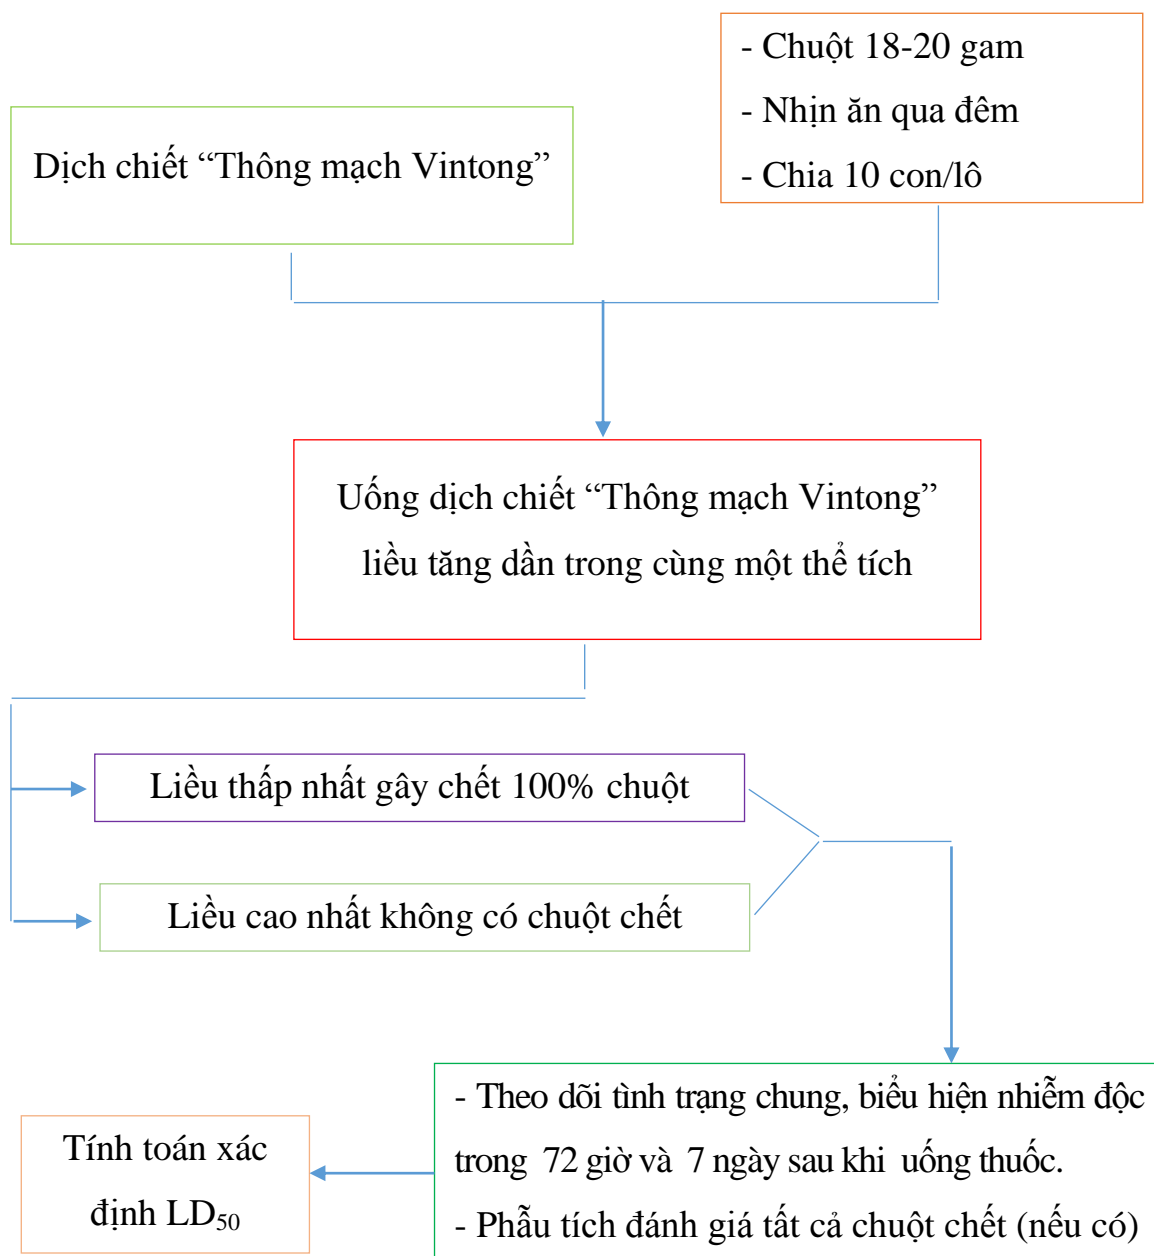 - Chuột 18-20 gam
- Nhịn ăn qua đêm
- Chia 10 con/lô
Dịch chiết “Thông mạch Vintong”
Uống dịch chiết “Thông mạch Vintong”
liều tăng dần trong cùng một thể tích
Liều thấp nhất gây chết 100% chuột
Liều cao nhất không có chuột chết
- Theo dõi tình trạng chung, biểu hiện nhiễm độc
trong 72 giờ và 7 ngày sau khi uống thuốc.
- Phẫu tích đánh giá tất cả chuột chết (nếu có)
Tính toán xác
định LD₅₀